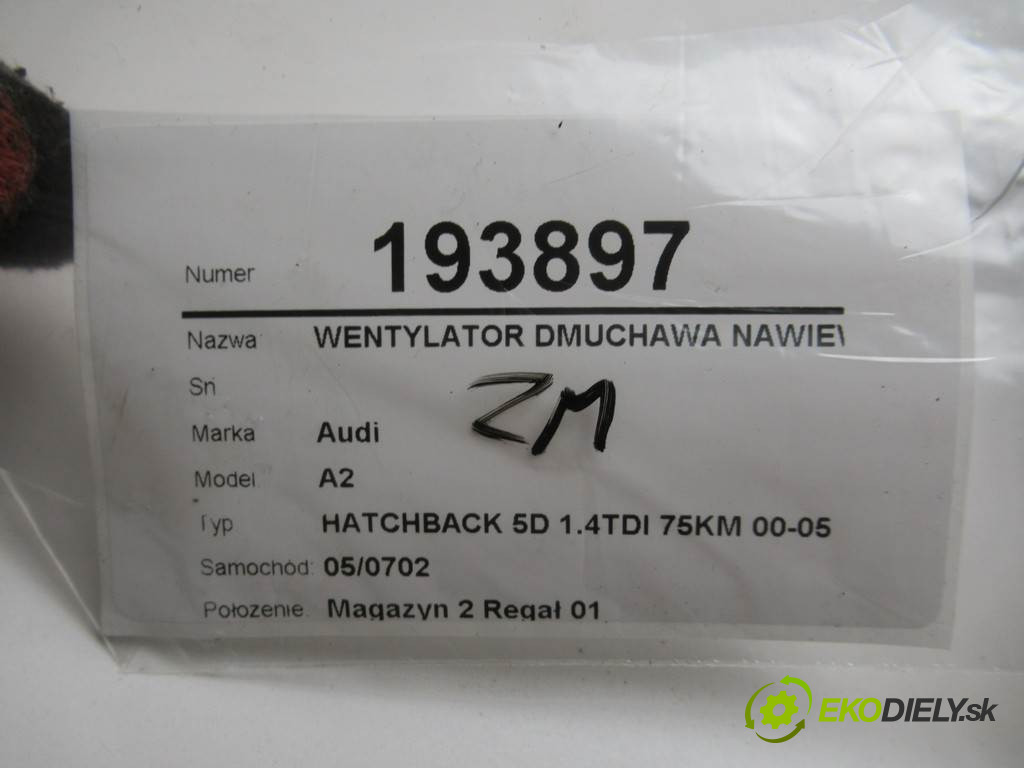 Numer 193897
Nazwa: WENTYLATOR DMUCHAWA NAWIEW
Sn
ZM
Marka Audi
Model A2
Typ HATCHBACK 5D 1.4TDI 75KM 00-05
Samochód: 05/0702
Położenie: Magazyn 2 Regał 01
EKODIELY.sk